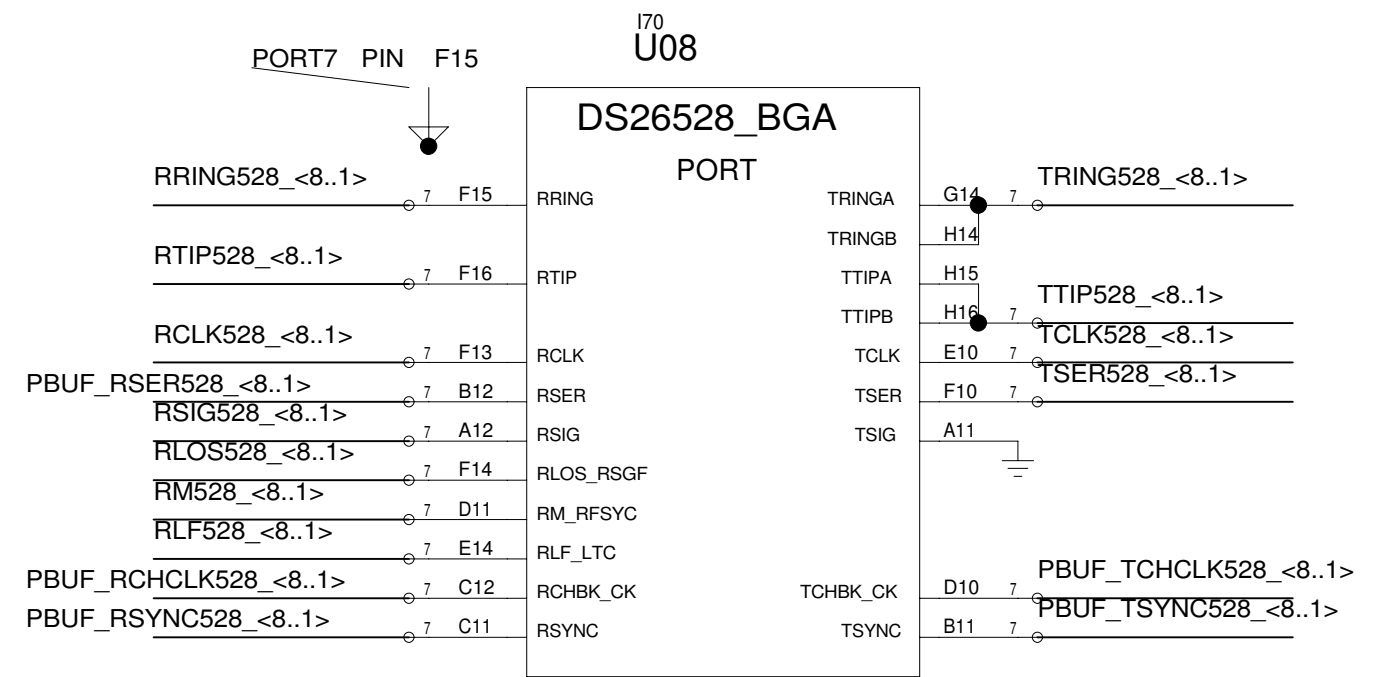 I70
U08
PORT7 PIN F15
DS26528_BGA
PORT
RRING528_<8..1> 7 F15 RRING TRINGA G14 7 TRING528_<8..1>
TRINGB H14
RTIP528_<8..1> 7 F16 RTIP TTIPA H15
TTIPB H16 7 TTIP528_<8..1>
RCLK528_<8..1> 7 F13 RCLK TCLK E10 7 TCLK528_<8..1>
PBUF_RSER528_<8..1> 7 B12 RSER TSER F10 7 TSER528_<8..1>
RSIG528_<8..1> 7 A12 RSIG TSIG A11
RLOS528_<8..1> 7 F14 RLOS_RSGF
RM528_<8..1> 7 D11 RM_RFSYC
RLF528_<8..1> 7 E14 RLF_LTC
PBUF_RCHCLK528_<8..1> 7 C12 RCHBK_CK TCHBK_CK D10 7 PBUF_TCHCLK528_<8..1>
PBUF_RSYNC528_<8..1> 7 C11 RSYNC TSYNC B11 7 PBUF_TSYNC528_<8..1>